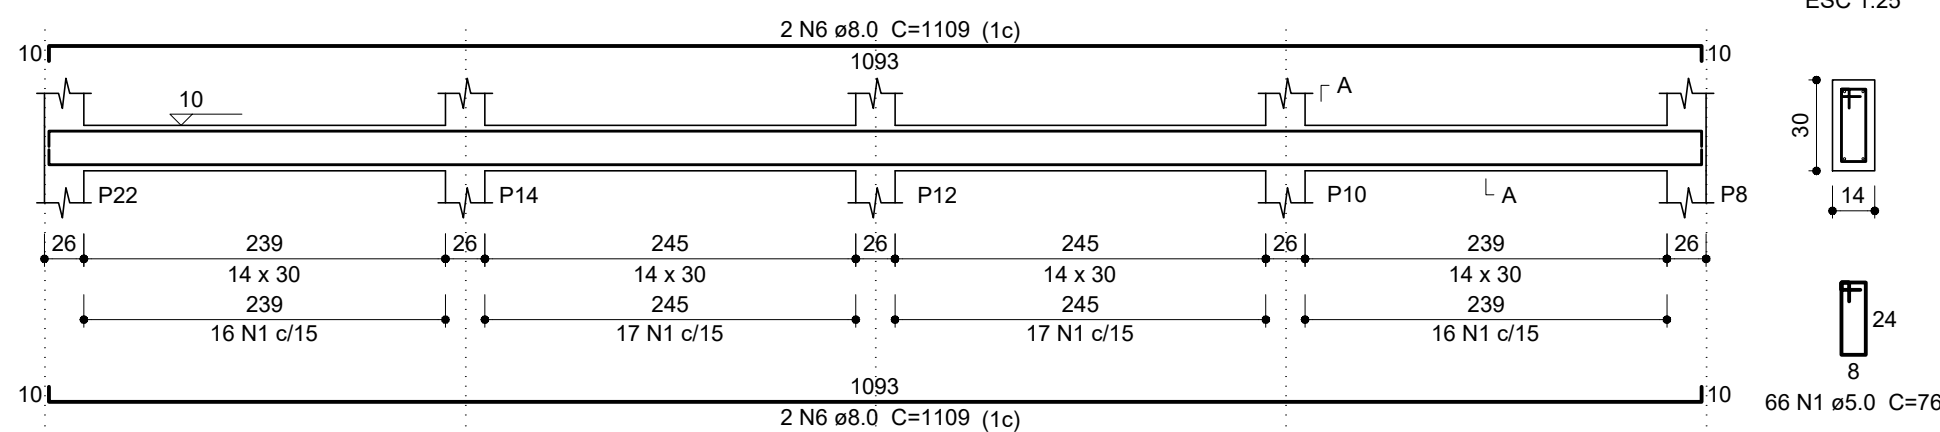 ESC 1:25
2 N6 ø8.0 C=1109 (1c)
10 1093 10
A
10
30
P22 P14 P12 P10 A P8
14
26 239 26 245 26 245 26 239 26
14 x 30 14 x 30 14 x 30 14 x 30
239 245 245 239
16 N1 c/15 17 N1 c/15 17 N1 c/15 16 N1 c/15
24
8
10 1093 10
2 N6 ø8.0 C=1109 (1c)
66 N1 ø5.0 C=76